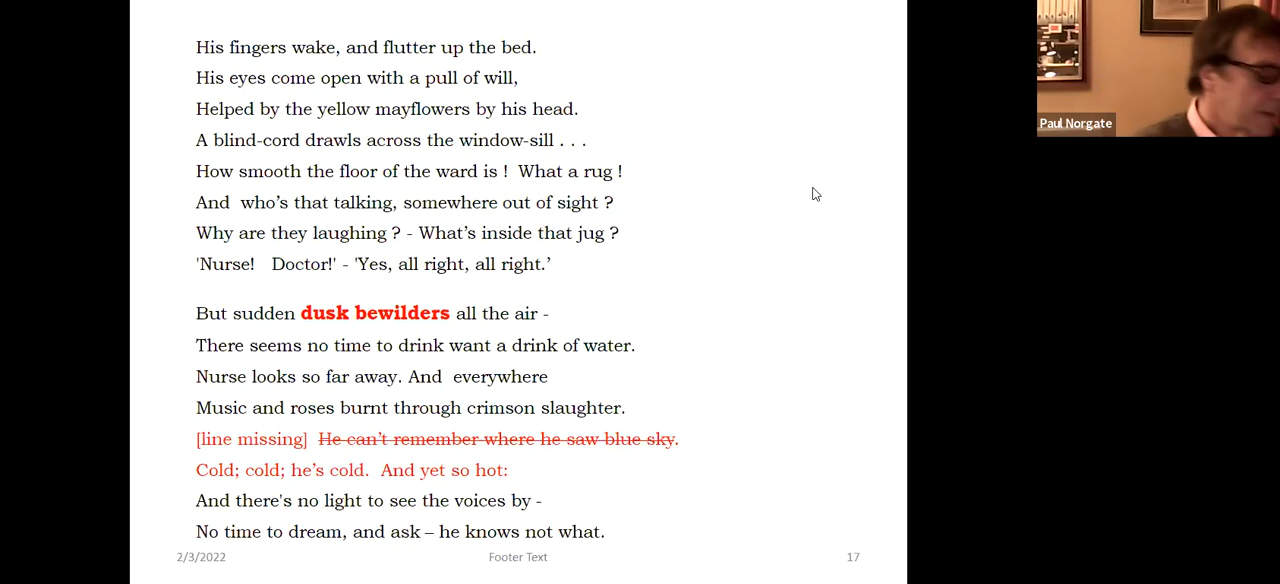 His fingers wake, and flutter up the bed.
His eyes come open with a pull of will,
Helped by the yellow mayflowers by his head.
A blind-cord drawls across the window-sill . . .
How smooth the floor of the ward is ! What a rug !
And who’s that talking, somewhere out of sight ?
Why are they laughing ? - What’s inside that jug ?
'Nurse! Doctor!' - 'Yes, all right, all right.’
But sudden dusk bewilders all the air -
There seems no time to drink want a drink of water.
Nurse looks so far away. And everywhere
Music and roses burnt through crimson slaughter.
[line missing] He can’t remember where he saw blue sky.
Cold; cold; he’s cold. And yet so hot:
And there's no light to see the voices by -
No time to dream, and ask – he knows not what.
2/3/2022 Footer Text 17
Paul Norgate